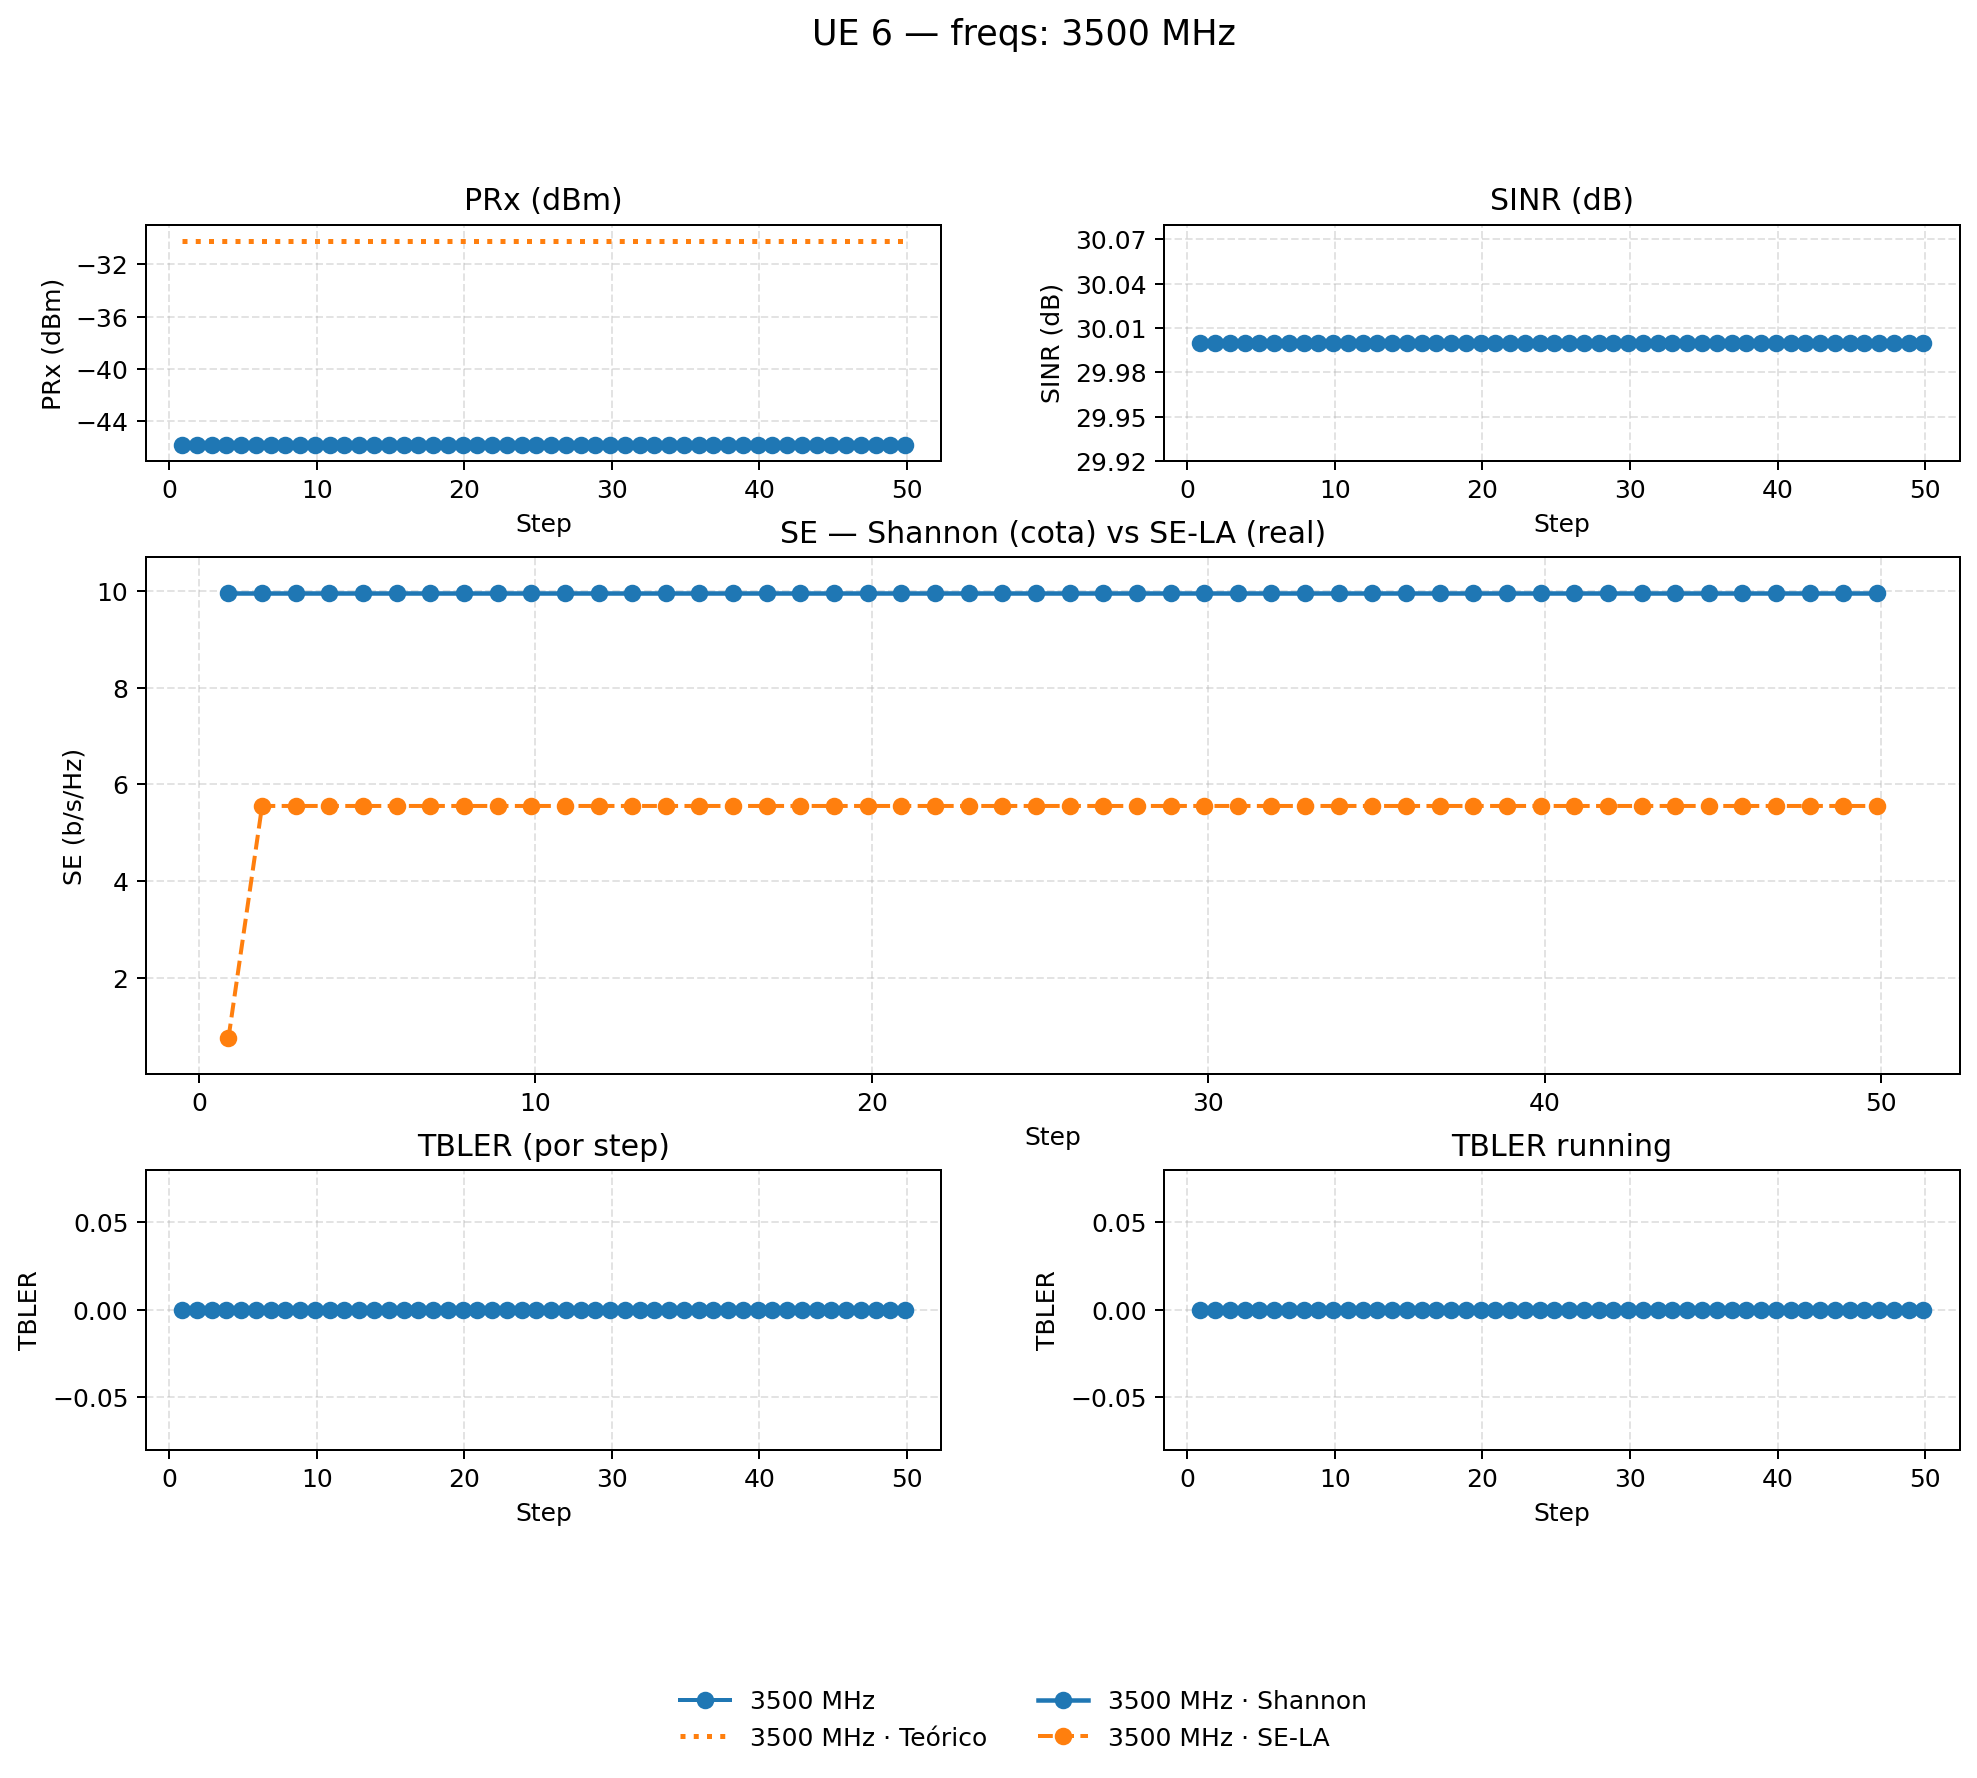 UE 6 — freqs: 3500 MHz
PRx (dBm)
PRx (dBm)
−32
−36
−40
−44
0 10 20 30 40 50
Step
SINR (dB)
SINR (dB)
30.07
30.04
30.01
29.98
29.95
29.92
0 10 20 30 40 50
Step
SE — Shannon (cota) vs SE-LA (real)
SE (b/s/Hz)
10
8
6
4
2
0 10 20 30 40 50
Step
TBLER (por step)
TBLER
0.05
0.00
−0.05
0 10 20 30 40 50
Step
TBLER running
TBLER
0.05
0.00
−0.05
0 10 20 30 40 50
Step
3500 MHz
3500 MHz · Teórico
3500 MHz · Shannon
3500 MHz · SE-LA